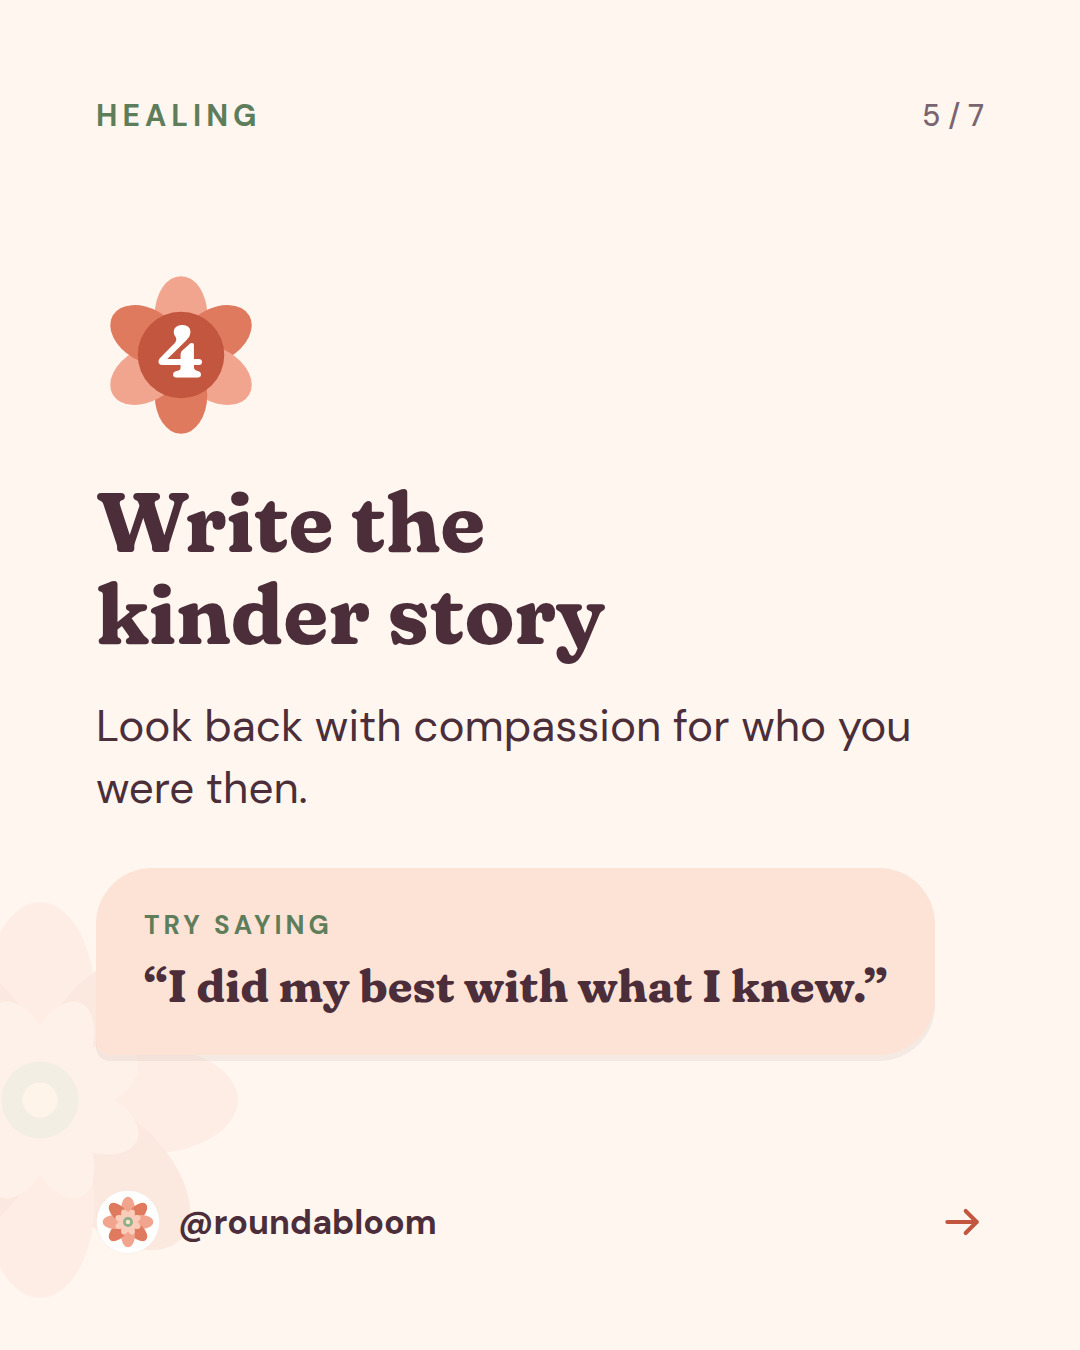 HEALING
5 / 7
4
Write the
kinder story
Look back with compassion for who you
were then.
TRY SAYING
“I did my best with what I knew.”
@roundabloom